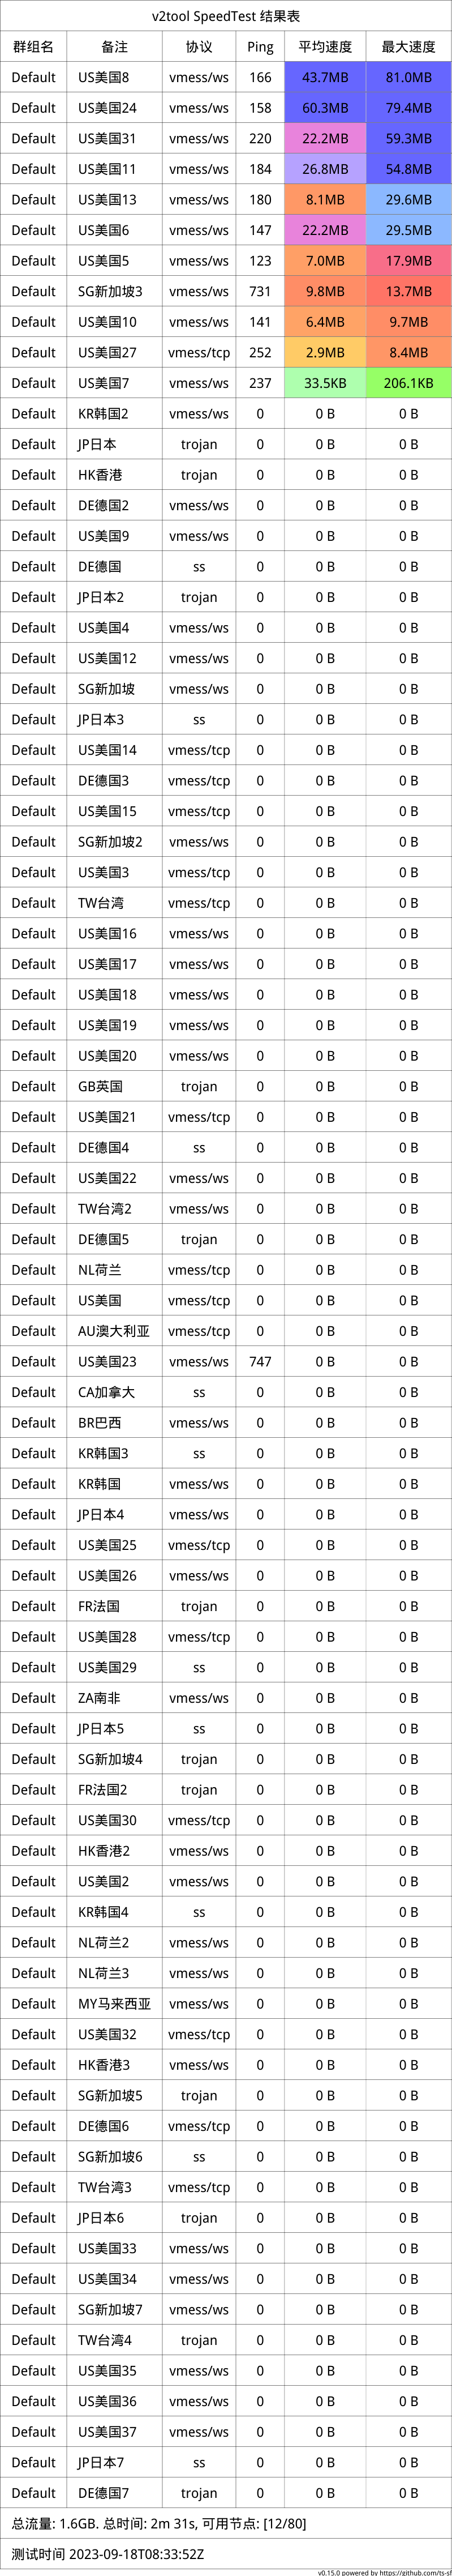 v2tool SpeedTest 结果表
群组名 备注 协议 Ping 平均速度 最大速度
Default US美国8 vmess/ws 166 43.7MB 81.0MB
Default US美国24 vmess/ws 158 60.3MB 79.4MB
Default US美国31 vmess/ws 220 22.2MB 59.3MB
Default US美国11 vmess/ws 184 26.8MB 54.8MB
Default US美国13 vmess/ws 180 8.1MB 29.6MB
Default US美国6 vmess/ws 147 22.2MB 29.5MB
Default US美国5 vmess/ws 123 7.0MB 17.9MB
Default SG新加坡3 vmess/ws 731 9.8MB 13.7MB
Default US美国10 vmess/ws 141 6.4MB 9.7MB
Default US美国27 vmess/tcp 252 2.9MB 8.4MB
Default US美国7 vmess/ws 237 33.5KB 206.1KB
Default KR韩国2 vmess/ws 0 0 B 0 B
Default JP日本 trojan 0 0 B 0 B
Default HK香港 trojan 0 0 B 0 B
Default DE德国2 vmess/ws 0 0 B 0 B
Default US美国9 vmess/ws 0 0 B 0 B
Default DE德国 ss 0 0 B 0 B
Default JP日本2 trojan 0 0 B 0 B
Default US美国4 vmess/ws 0 0 B 0 B
Default US美国12 vmess/ws 0 0 B 0 B
Default SG新加坡 vmess/ws 0 0 B 0 B
Default JP日本3 ss 0 0 B 0 B
Default US美国14 vmess/tcp 0 0 B 0 B
Default DE德国3 vmess/tcp 0 0 B 0 B
Default US美国15 vmess/tcp 0 0 B 0 B
Default SG新加坡2 vmess/ws 0 0 B 0 B
Default US美国3 vmess/tcp 0 0 B 0 B
Default TW台湾 vmess/tcp 0 0 B 0 B
Default US美国16 vmess/ws 0 0 B 0 B
Default US美国17 vmess/ws 0 0 B 0 B
Default US美国18 vmess/ws 0 0 B 0 B
Default US美国19 vmess/ws 0 0 B 0 B
Default US美国20 vmess/ws 0 0 B 0 B
Default GB英国 trojan 0 0 B 0 B
Default US美国21 vmess/tcp 0 0 B 0 B
Default DE德国4 ss 0 0 B 0 B
Default US美国22 vmess/ws 0 0 B 0 B
Default TW台湾2 vmess/ws 0 0 B 0 B
Default DE德国5 trojan 0 0 B 0 B
Default NL荷兰 vmess/tcp 0 0 B 0 B
Default US美国 vmess/tcp 0 0 B 0 B
Default AU澳大利亚 vmess/tcp 0 0 B 0 B
Default US美国23 vmess/ws 747 0 B 0 B
Default CA加拿大 ss 0 0 B 0 B
Default BR巴西 vmess/ws 0 0 B 0 B
Default KR韩国3 ss 0 0 B 0 B
Default KR韩国 vmess/ws 0 0 B 0 B
Default JP日本4 vmess/ws 0 0 B 0 B
Default US美国25 vmess/tcp 0 0 B 0 B
Default US美国26 vmess/ws 0 0 B 0 B
Default FR法国 trojan 0 0 B 0 B
Default US美国28 vmess/tcp 0 0 B 0 B
Default US美国29 ss 0 0 B 0 B
Default ZA南非 vmess/ws 0 0 B 0 B
Default JP日本5 ss 0 0 B 0 B
Default SG新加坡4 trojan 0 0 B 0 B
Default FR法国2 trojan 0 0 B 0 B
Default US美国30 vmess/tcp 0 0 B 0 B
Default HK香港2 vmess/ws 0 0 B 0 B
Default US美国2 vmess/ws 0 0 B 0 B
Default KR韩国4 ss 0 0 B 0 B
Default NL荷兰2 vmess/ws 0 0 B 0 B
Default NL荷兰3 vmess/ws 0 0 B 0 B
Default MY马来西亚 vmess/ws 0 0 B 0 B
Default US美国32 vmess/tcp 0 0 B 0 B
Default HK香港3 vmess/ws 0 0 B 0 B
Default SG新加坡5 trojan 0 0 B 0 B
Default DE德国6 vmess/tcp 0 0 B 0 B
Default SG新加坡6 ss 0 0 B 0 B
Default TW台湾3 vmess/tcp 0 0 B 0 B
Default JP日本6 trojan 0 0 B 0 B
Default US美国33 vmess/ws 0 0 B 0 B
Default US美国34 vmess/ws 0 0 B 0 B
Default SG新加坡7 vmess/ws 0 0 B 0 B
Default TW台湾4 trojan 0 0 B 0 B
Default US美国35 vmess/ws 0 0 B 0 B
Default US美国36 vmess/ws 0 0 B 0 B
Default US美国37 vmess/ws 0 0 B 0 B
Default JP日本7 ss 0 0 B 0 B
Default DE德国7 trojan 0 0 B 0 B
总流量: 1.6GB. 总时间: 2m 31s, 可用节点: [12/80]
测试时间 2023-09-18T08:33:52Z
v0.15.0 powered by https://github.com/ts-sf